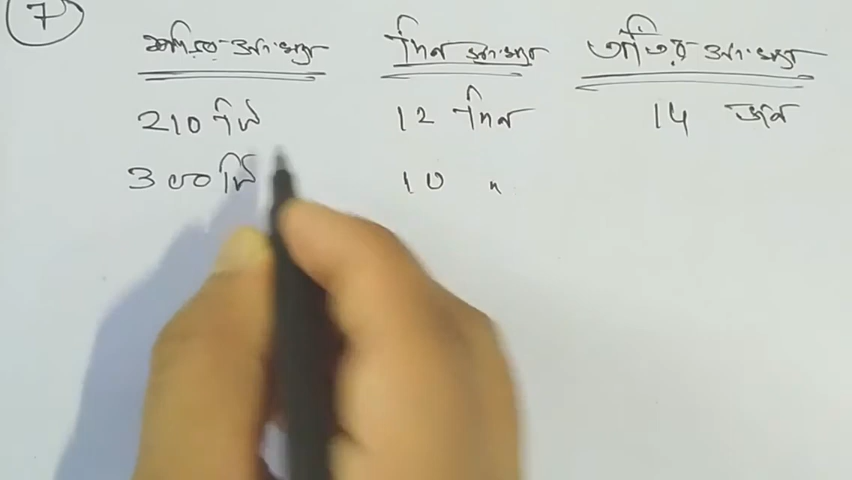 7
শাড়ির সংখ্যা দিন সংখ্যা তাঁতির সংখ্যা
210 টি 12 দিন 14 জন
300 টি 10 "